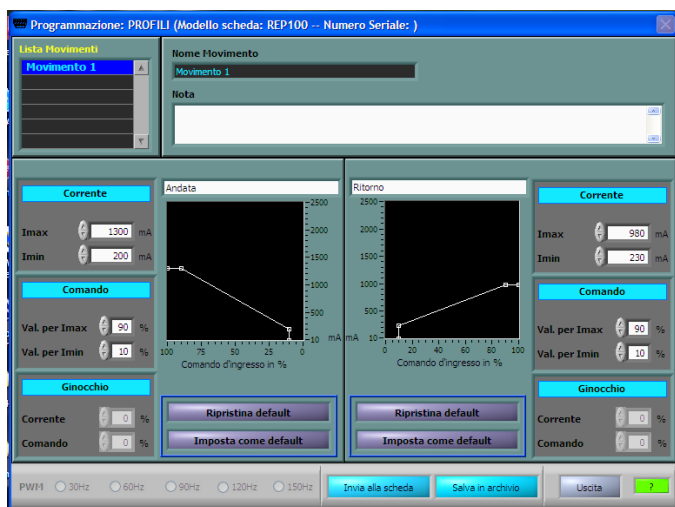 Programmazione: PROFILI (Modello scheda: REP100 -- Numero Seriale: )
Lista Movimenti
Movimento 1
Nome Movimento
Movimento 1
Nota
Corrente
Imax 1300 mA
Imin 200 mA
Comando
Val. per Imax 90 %
Val. per Imin 10 %
Ginocchio
Corrente 0 %
Comando 0 %
Andata
2500
2000
1500
1000
500
10 mA
100 75 50 25 0
Comando d'ingresso in %
Ripristina default
Imposta come default
Ritorno
2500
2000
1500
1000
500
mA 10
0 20 40 60 80 100
Comando d'ingresso in %
Ripristina default
Imposta come default
Corrente
Imax 980 mA
Imin 230 mA
Comando
Val. per Imax 90 %
Val. per Imin 10 %
Ginocchio
Corrente 0 %
Comando 0 %
PWM 30Hz 60Hz 90Hz 120Hz 150Hz
Invia alla scheda
Salva in archivio
Uscita
?